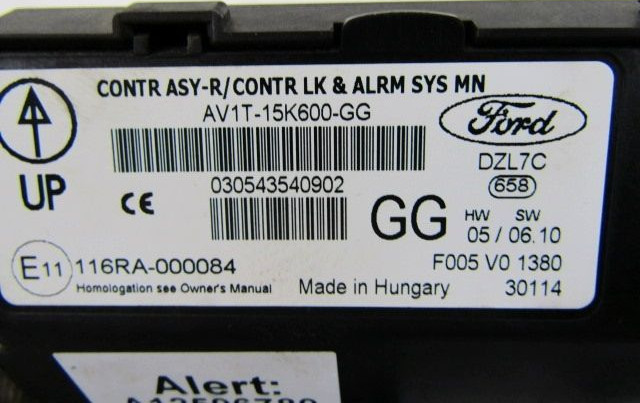 CONTR ASY-R/CONTR LK & ALRM SYS MN
AV1T-15K600-GG
Ford
UP
DZL7C
CE
030543540902
658
GG
HW SW
05 / 06.10
E11 116RA-000084
F005 V0 1380
Homologation see Owner's Manual
Made in Hungary
30114
Alert: